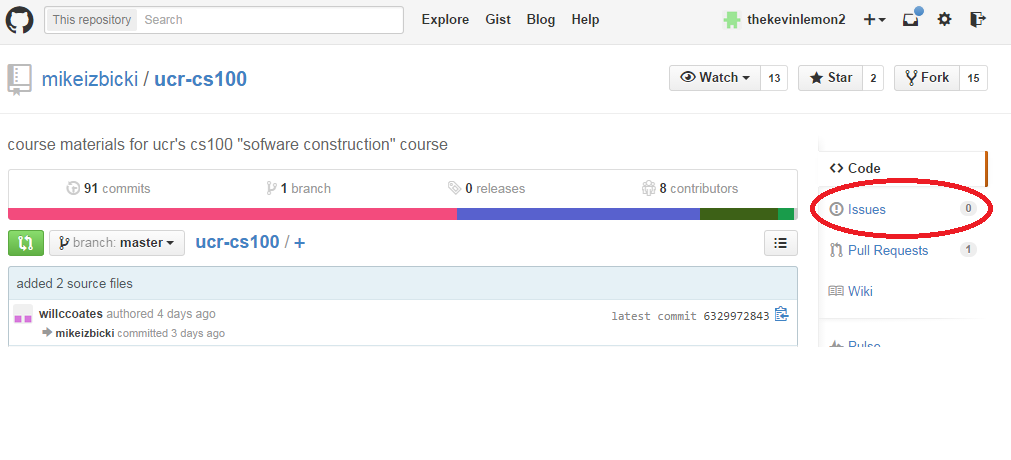 This repository Search Explore Gist Blog Help thekevinlemon2
mikeizbicki / ucr-cs100 Watch 13 Star 2 Fork 15
course materials for ucr's cs100 "sofware construction" course
Code
91 commits 1 branch 0 releases 8 contributors
Issues 0
branch: master ucr-cs100 / +
Pull Requests 1
added 2 source files
Wiki
willccoates authored 4 days ago latest commit 6329972843
mikeizbicki committed 3 days ago
Pulse